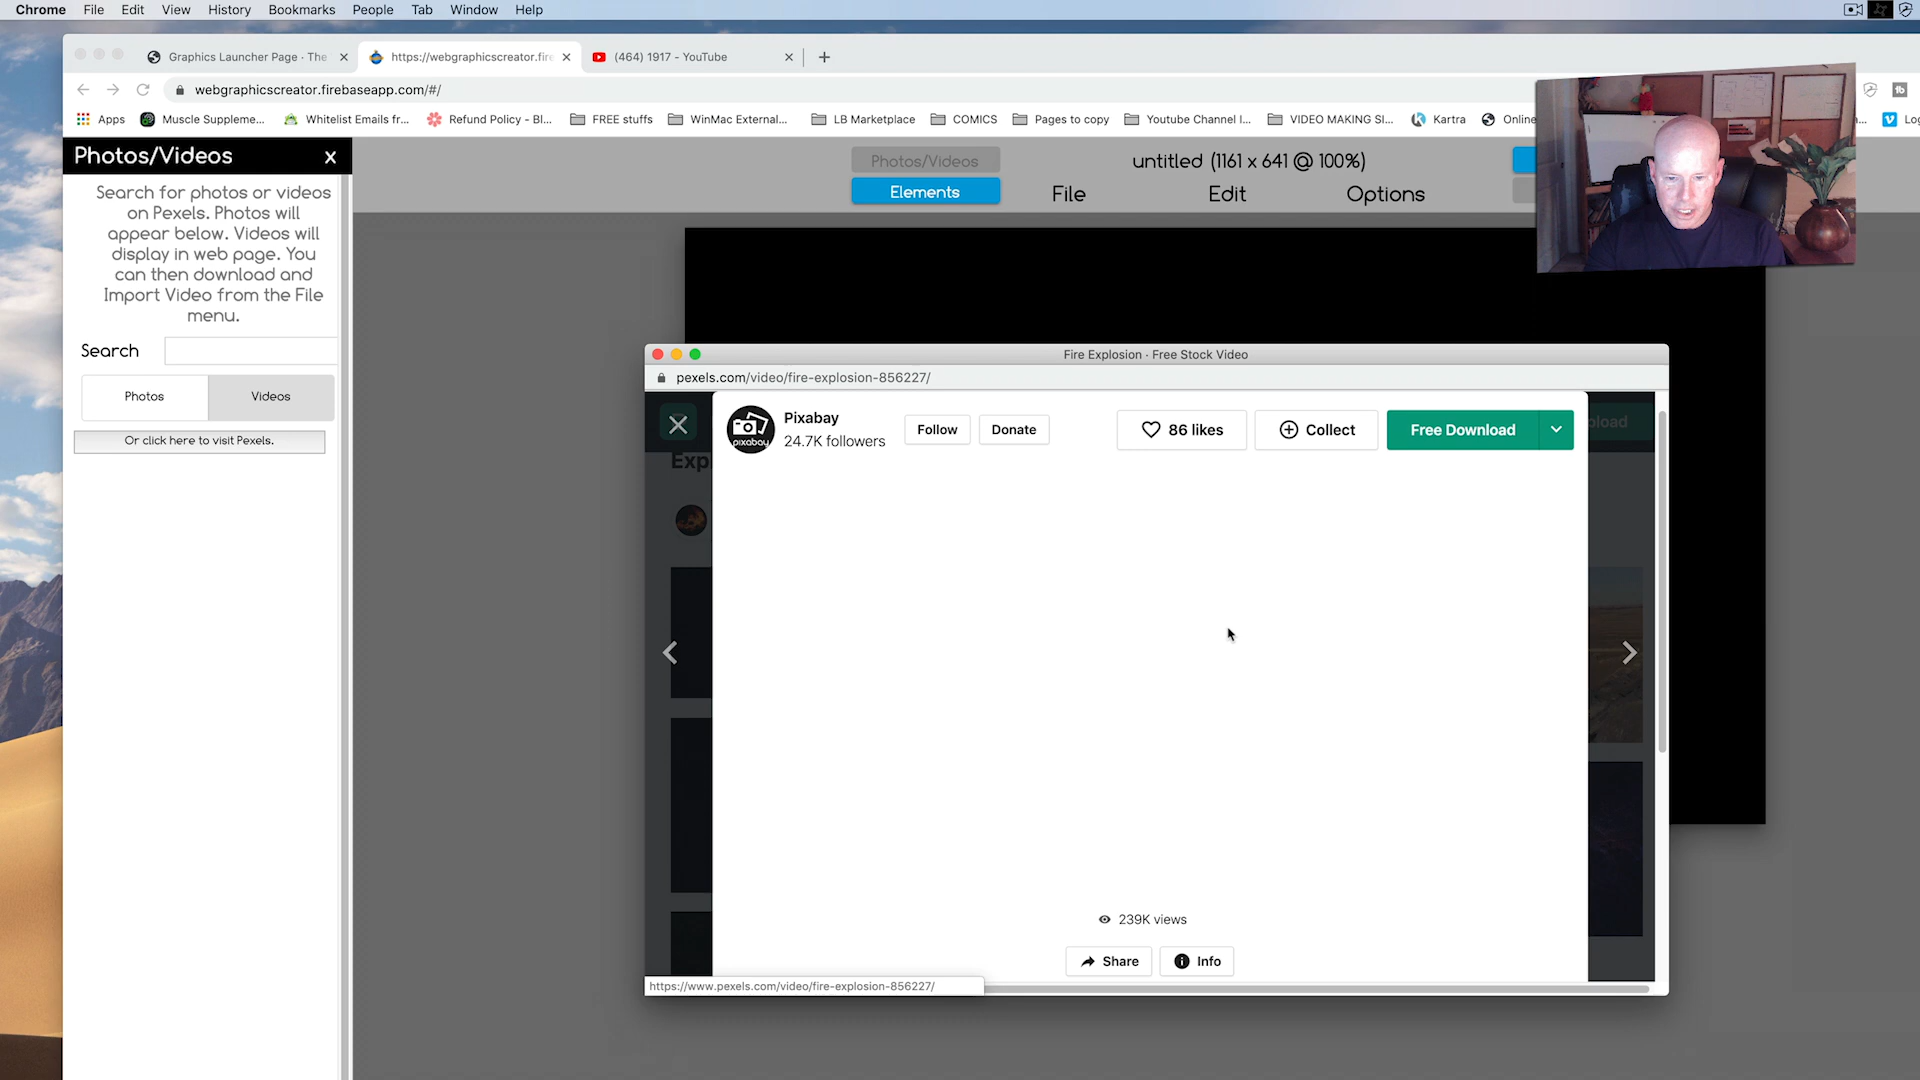 Chrome File Edit View History Bookmarks People Tab Window Help
Graphics Launcher Page - The
https://webgraphicscreator.fire
(464) 1917 - YouTube
webgraphicscreator.firebaseapp.com/#/
Apps Muscle Suppleme... Whitelist Emails fr... Refund Policy - Bl... FREE stuffs WinMac External... LB Marketplace COMICS Pages to copy Youtube Channel I... VIDEO MAKING SI... Kartra Online
Photos/Videos x
Search for photos or videos
on Pexels. Photos will
appear below. Videos will
display in web page. You
can then download and
Import Video from the File
menu.
Search
Photos Videos
Or click here to visit Pexels.
Photos/Videos
Elements
untitled (1161 x 641 @ 100%)
File Edit Options
Fire Explosion · Free Stock Video
pexels.com/video/fire-explosion-856227/
pixabay
Pixabay
24.7K followers
Follow Donate
86 likes Collect Free Download
Exp
239K views
Share Info
https://www.pexels.com/video/fire-explosion-856227/